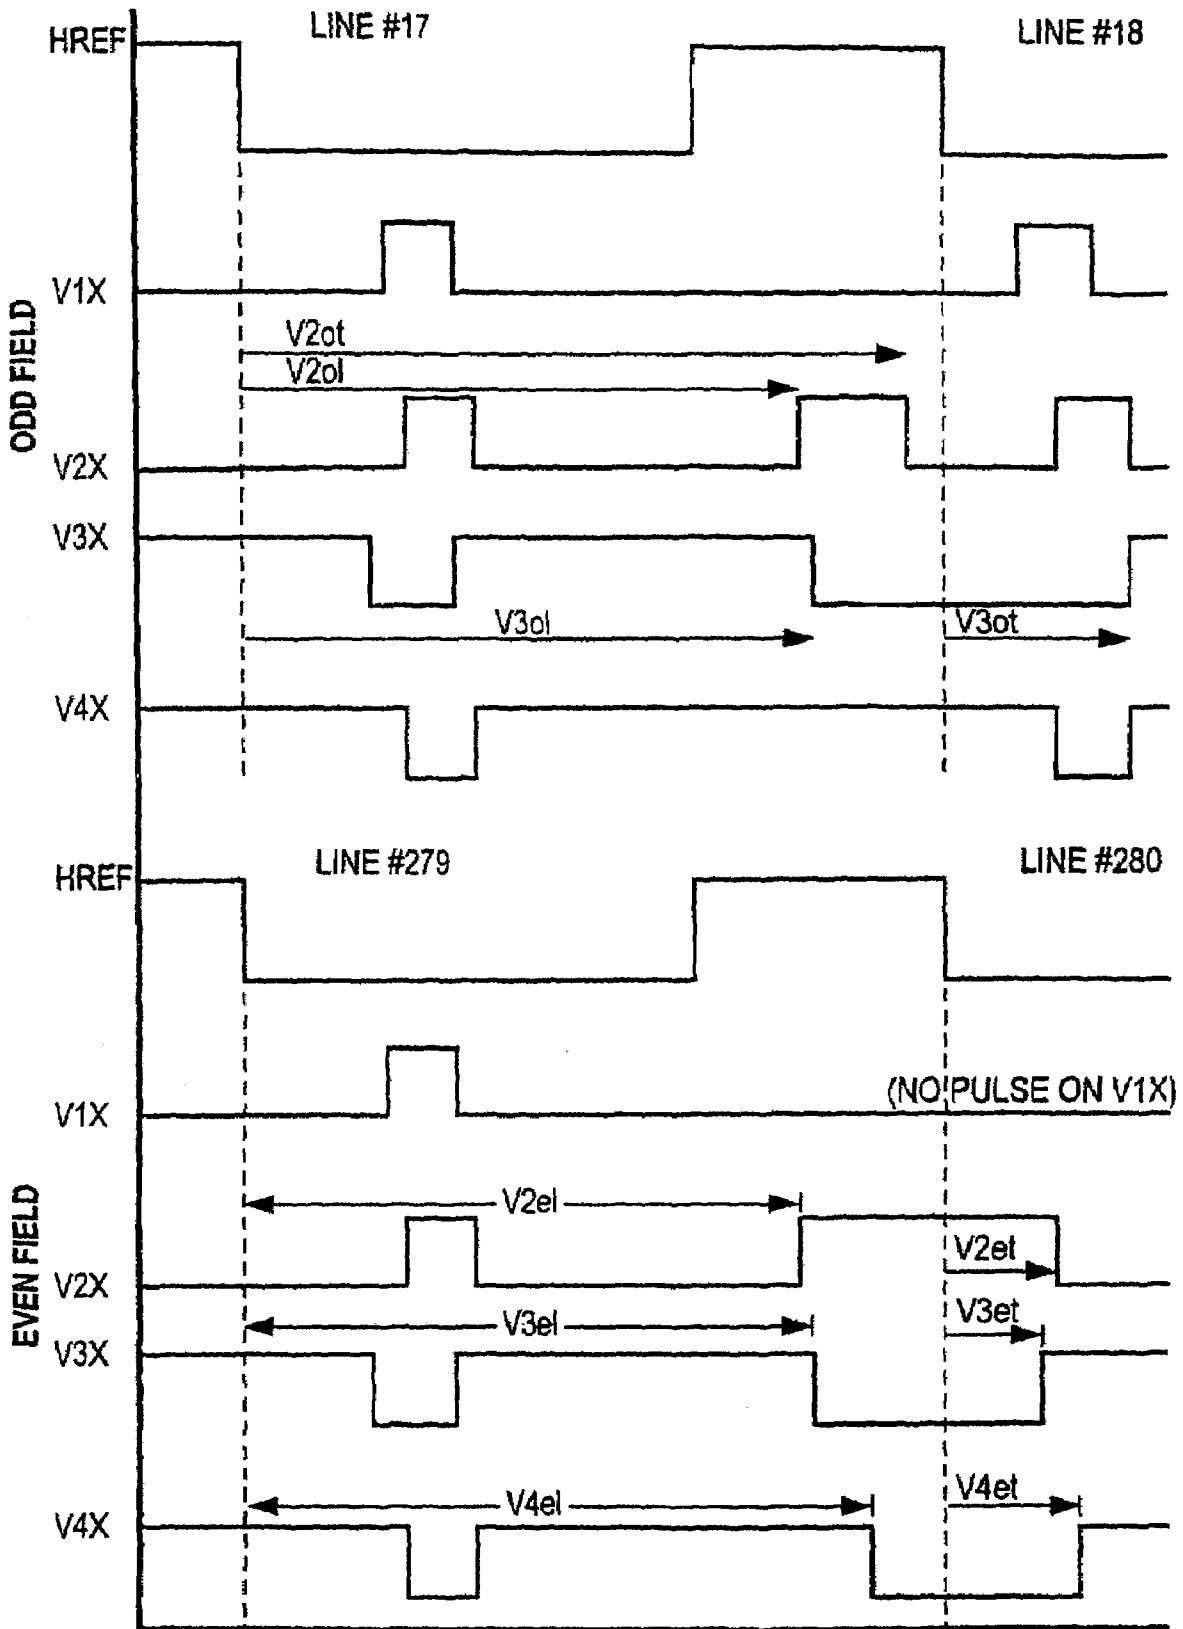 HREF
LINE #17
LINE #18
ODD FIELD
V1X
V2ot
V2ol
V2X
V3X
V3ol
V3ot
V4X
HREF
LINE #279
LINE #280
EVEN FIELD
V1X
(NO PULSE ON V1X)
V2el
V2et
V2X
V3el
V3et
V3X
V4el
V4et
V4X